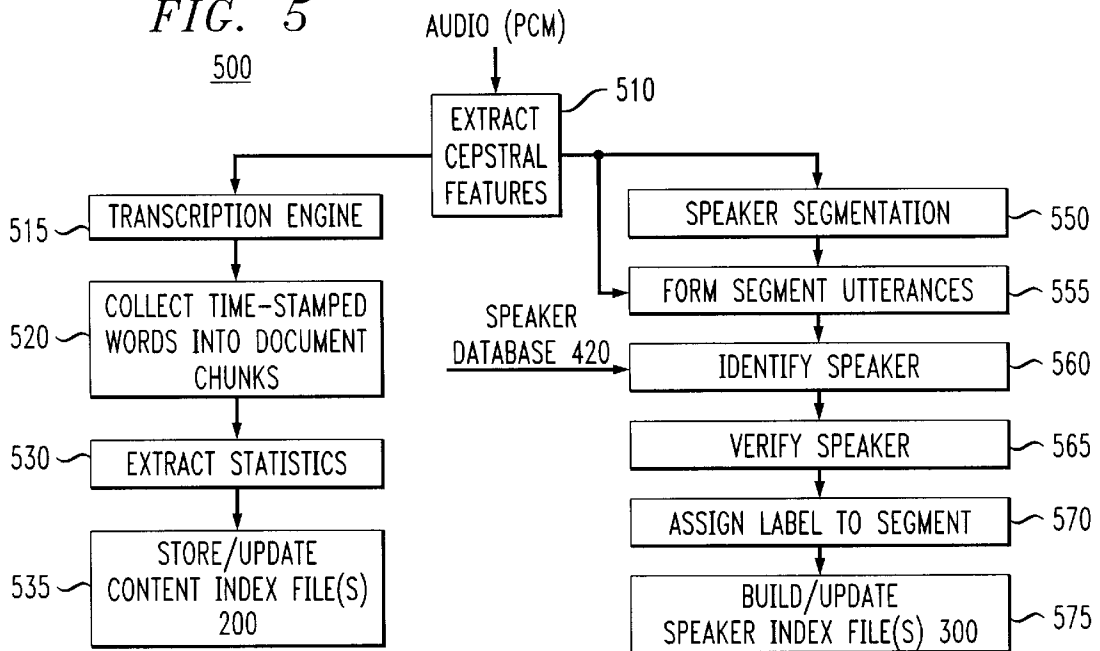 FIG. 5
500
AUDIO (PCM)
510
EXTRACT
CEPSTRAL
FEATURES
515
TRANSCRIPTION ENGINE
520
COLLECT TIME-STAMPED
WORDS INTO DOCUMENT
CHUNKS
530
EXTRACT STATISTICS
535
STORE/UPDATE
CONTENT INDEX FILE(S)
200
SPEAKER SEGMENTATION
550
FORM SEGMENT UTTERANCES
555
SPEAKER
DATABASE 420
IDENTIFY SPEAKER
560
VERIFY SPEAKER
565
ASSIGN LABEL TO SEGMENT
570
BUILD/UPDATE
SPEAKER INDEX FILE(S) 300
575